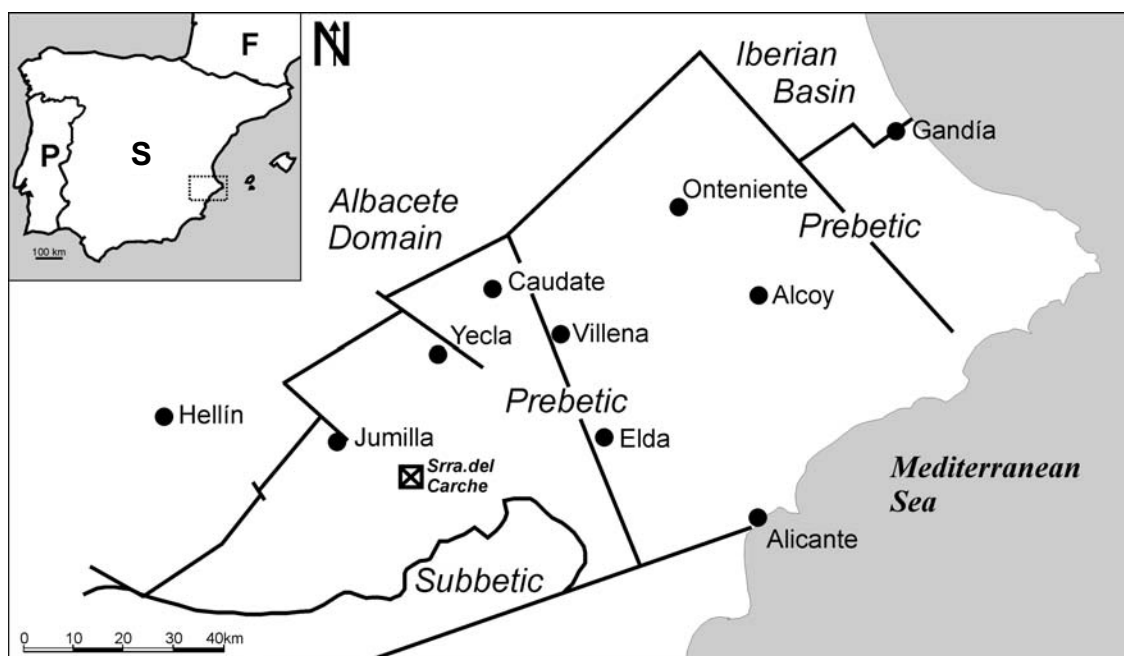 F
P
S
100 km
N
Iberian
Basin
Gandía
Onteniente
Albacete
Domain
Prebetic
Caudate
Alcoy
Yecla
Villena
Hellín
Prebetic
Jumilla
Elda
Srra.del
Carche
Mediterranean
Sea
Alicante
Subbetic
0 10 20 30 40km